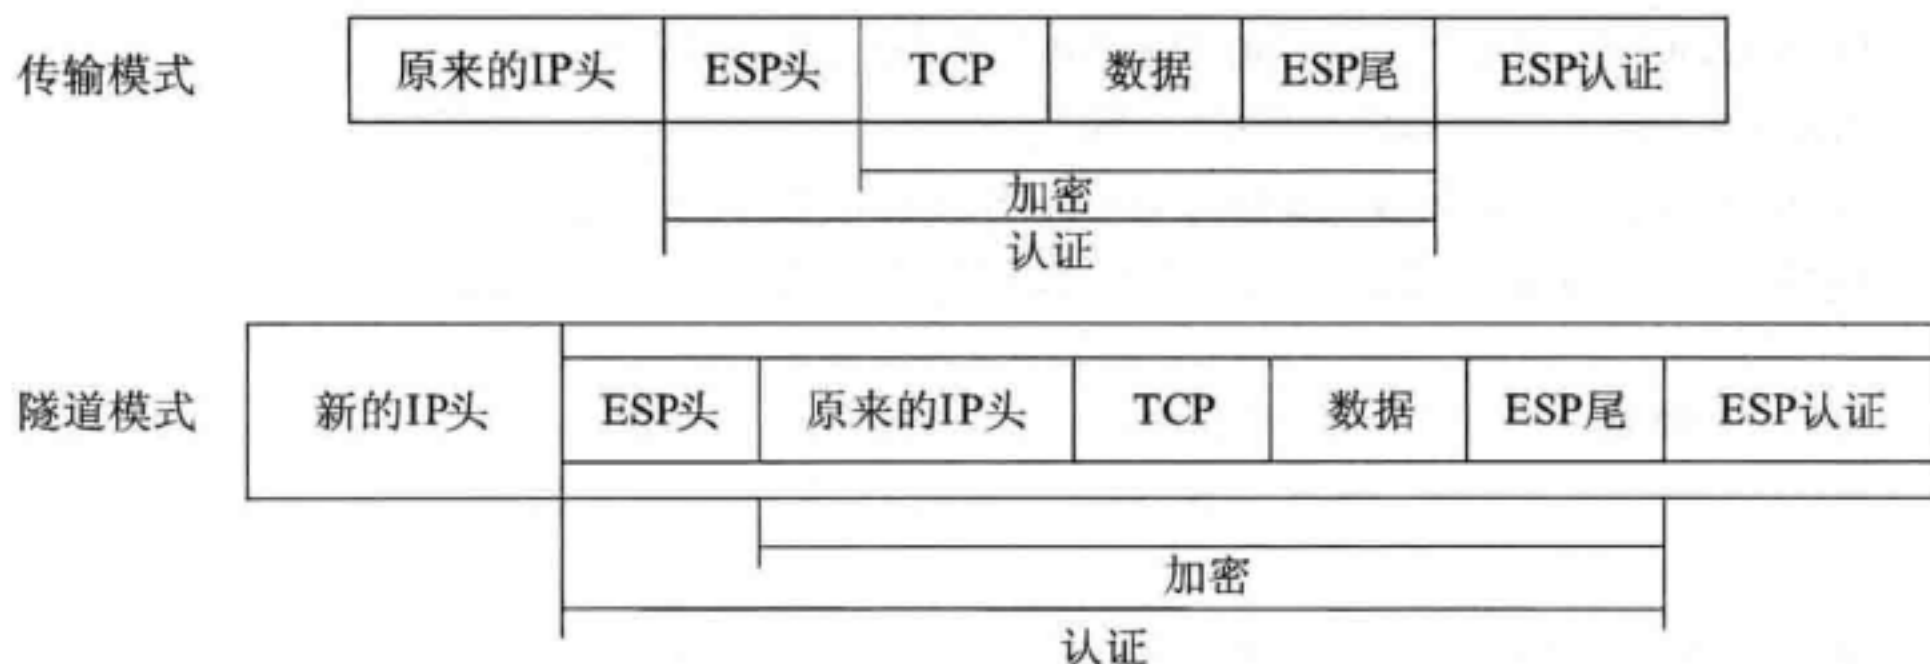 传输模式 原来的IP头 ESP头 TCP 数据 ESP尾 ESP认证
加密
认证
隧道模式 新的IP头 ESP头 原来的IP头 TCP 数据 ESP尾 ESP认证
加密
认证